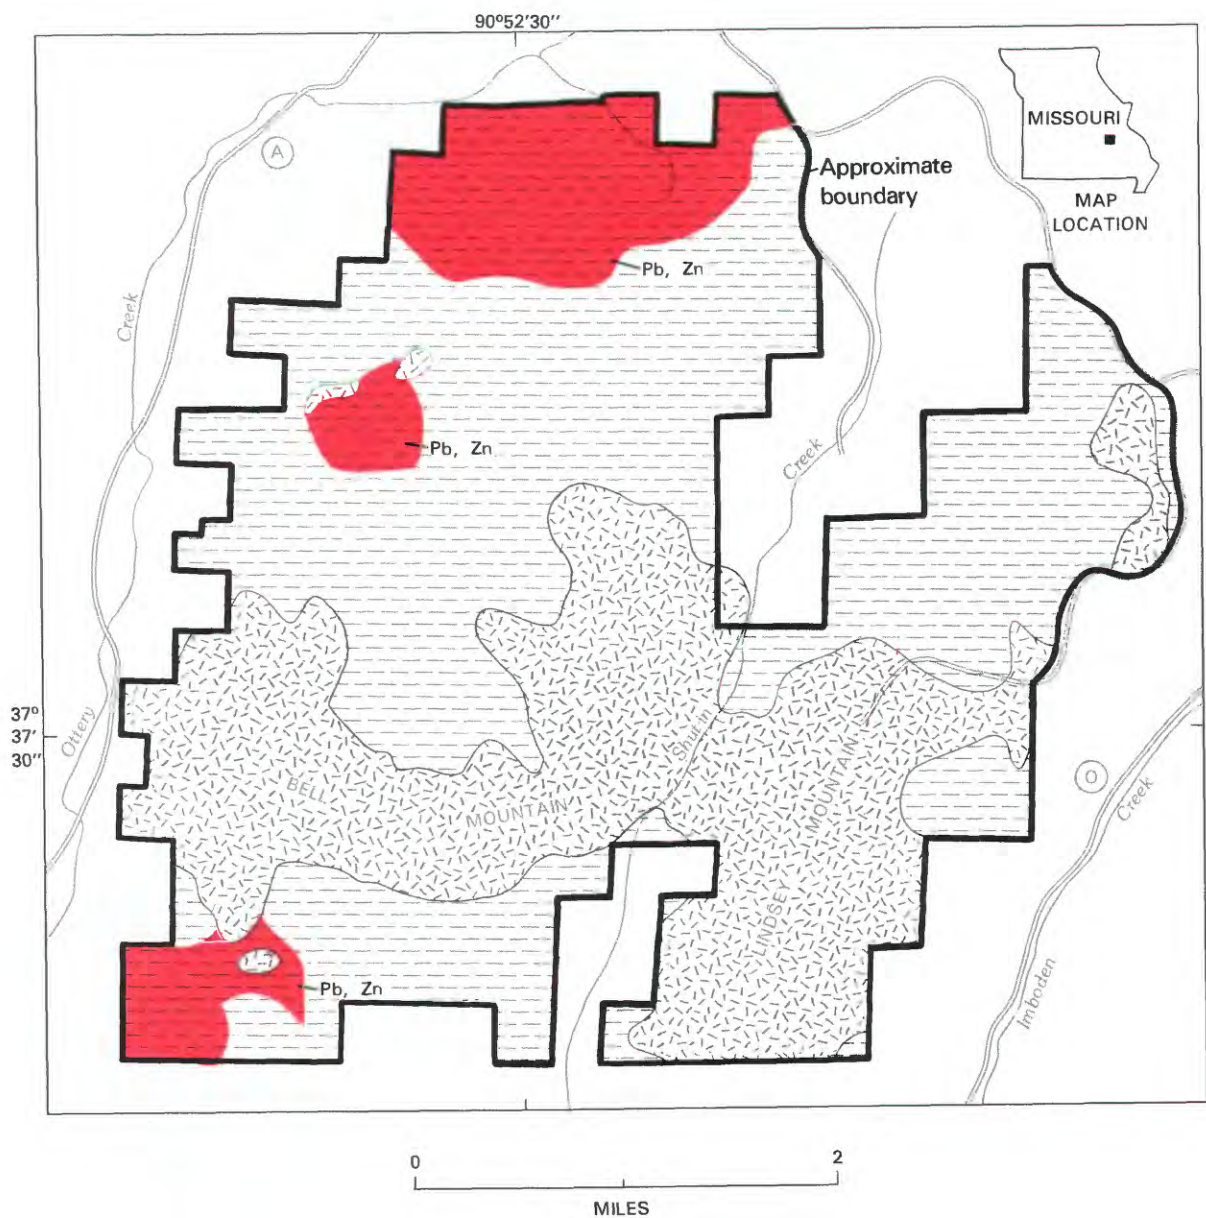 90°52'30"
MISSOURI
MAP
LOCATION
A
Approximate
boundary
Pb, Zn
Creek
Pb, Zn
Creek
37°
37'
30"
Ottery
Shut in
BELL
MOUNTAIN
MOUNTAIN
LINDSEY
O
Creek
Imboden
Pb, Zn
0
2
MILES